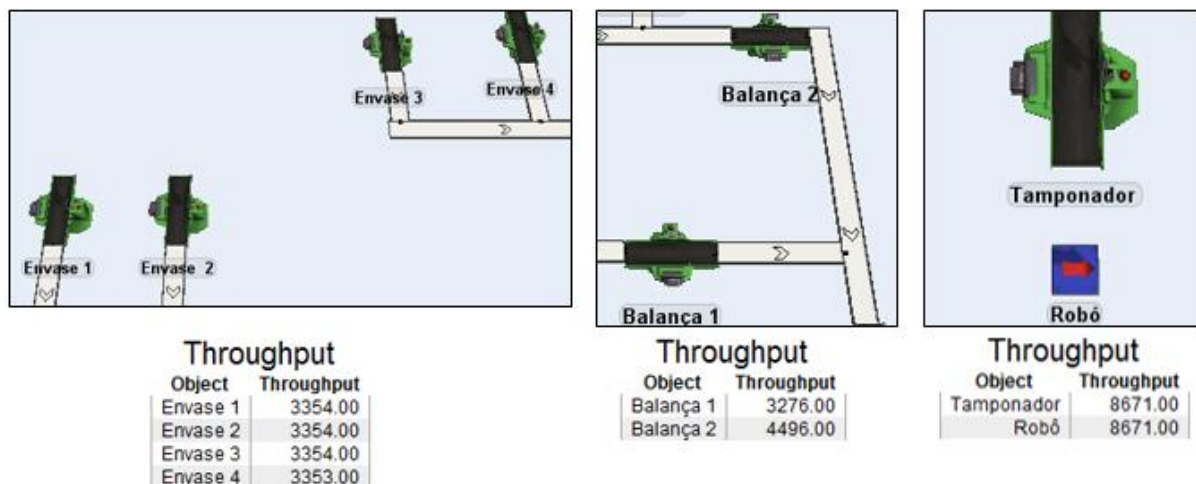 Envase 3
Envase 4
Envase 1
Envase 2
Balança 2
Balança 1
Tamponador
Robô
Throughput
Object Throughput
Envase 1 3354.00
Envase 2 3354.00
Envase 3 3354.00
Envase 4 3353.00
Throughput
Object Throughput
Balança 1 3276.00
Balança 2 4496.00
Throughput
Object Throughput
Tamponador 8671.00
Robô 8671.00